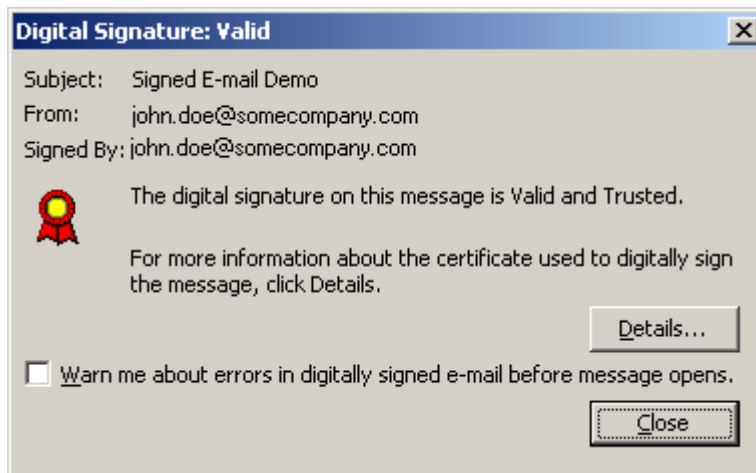 Digital Signature: Valid
Subject: Signed E-mail Demo
From: john.doe@somecompany.com
Signed By: john.doe@somecompany.com
The digital signature on this message is Valid and Trusted.
For more information about the certificate used to digitally sign
the message, click Details.
Details...
Warn me about errors in digitally signed e-mail before message opens.
Close